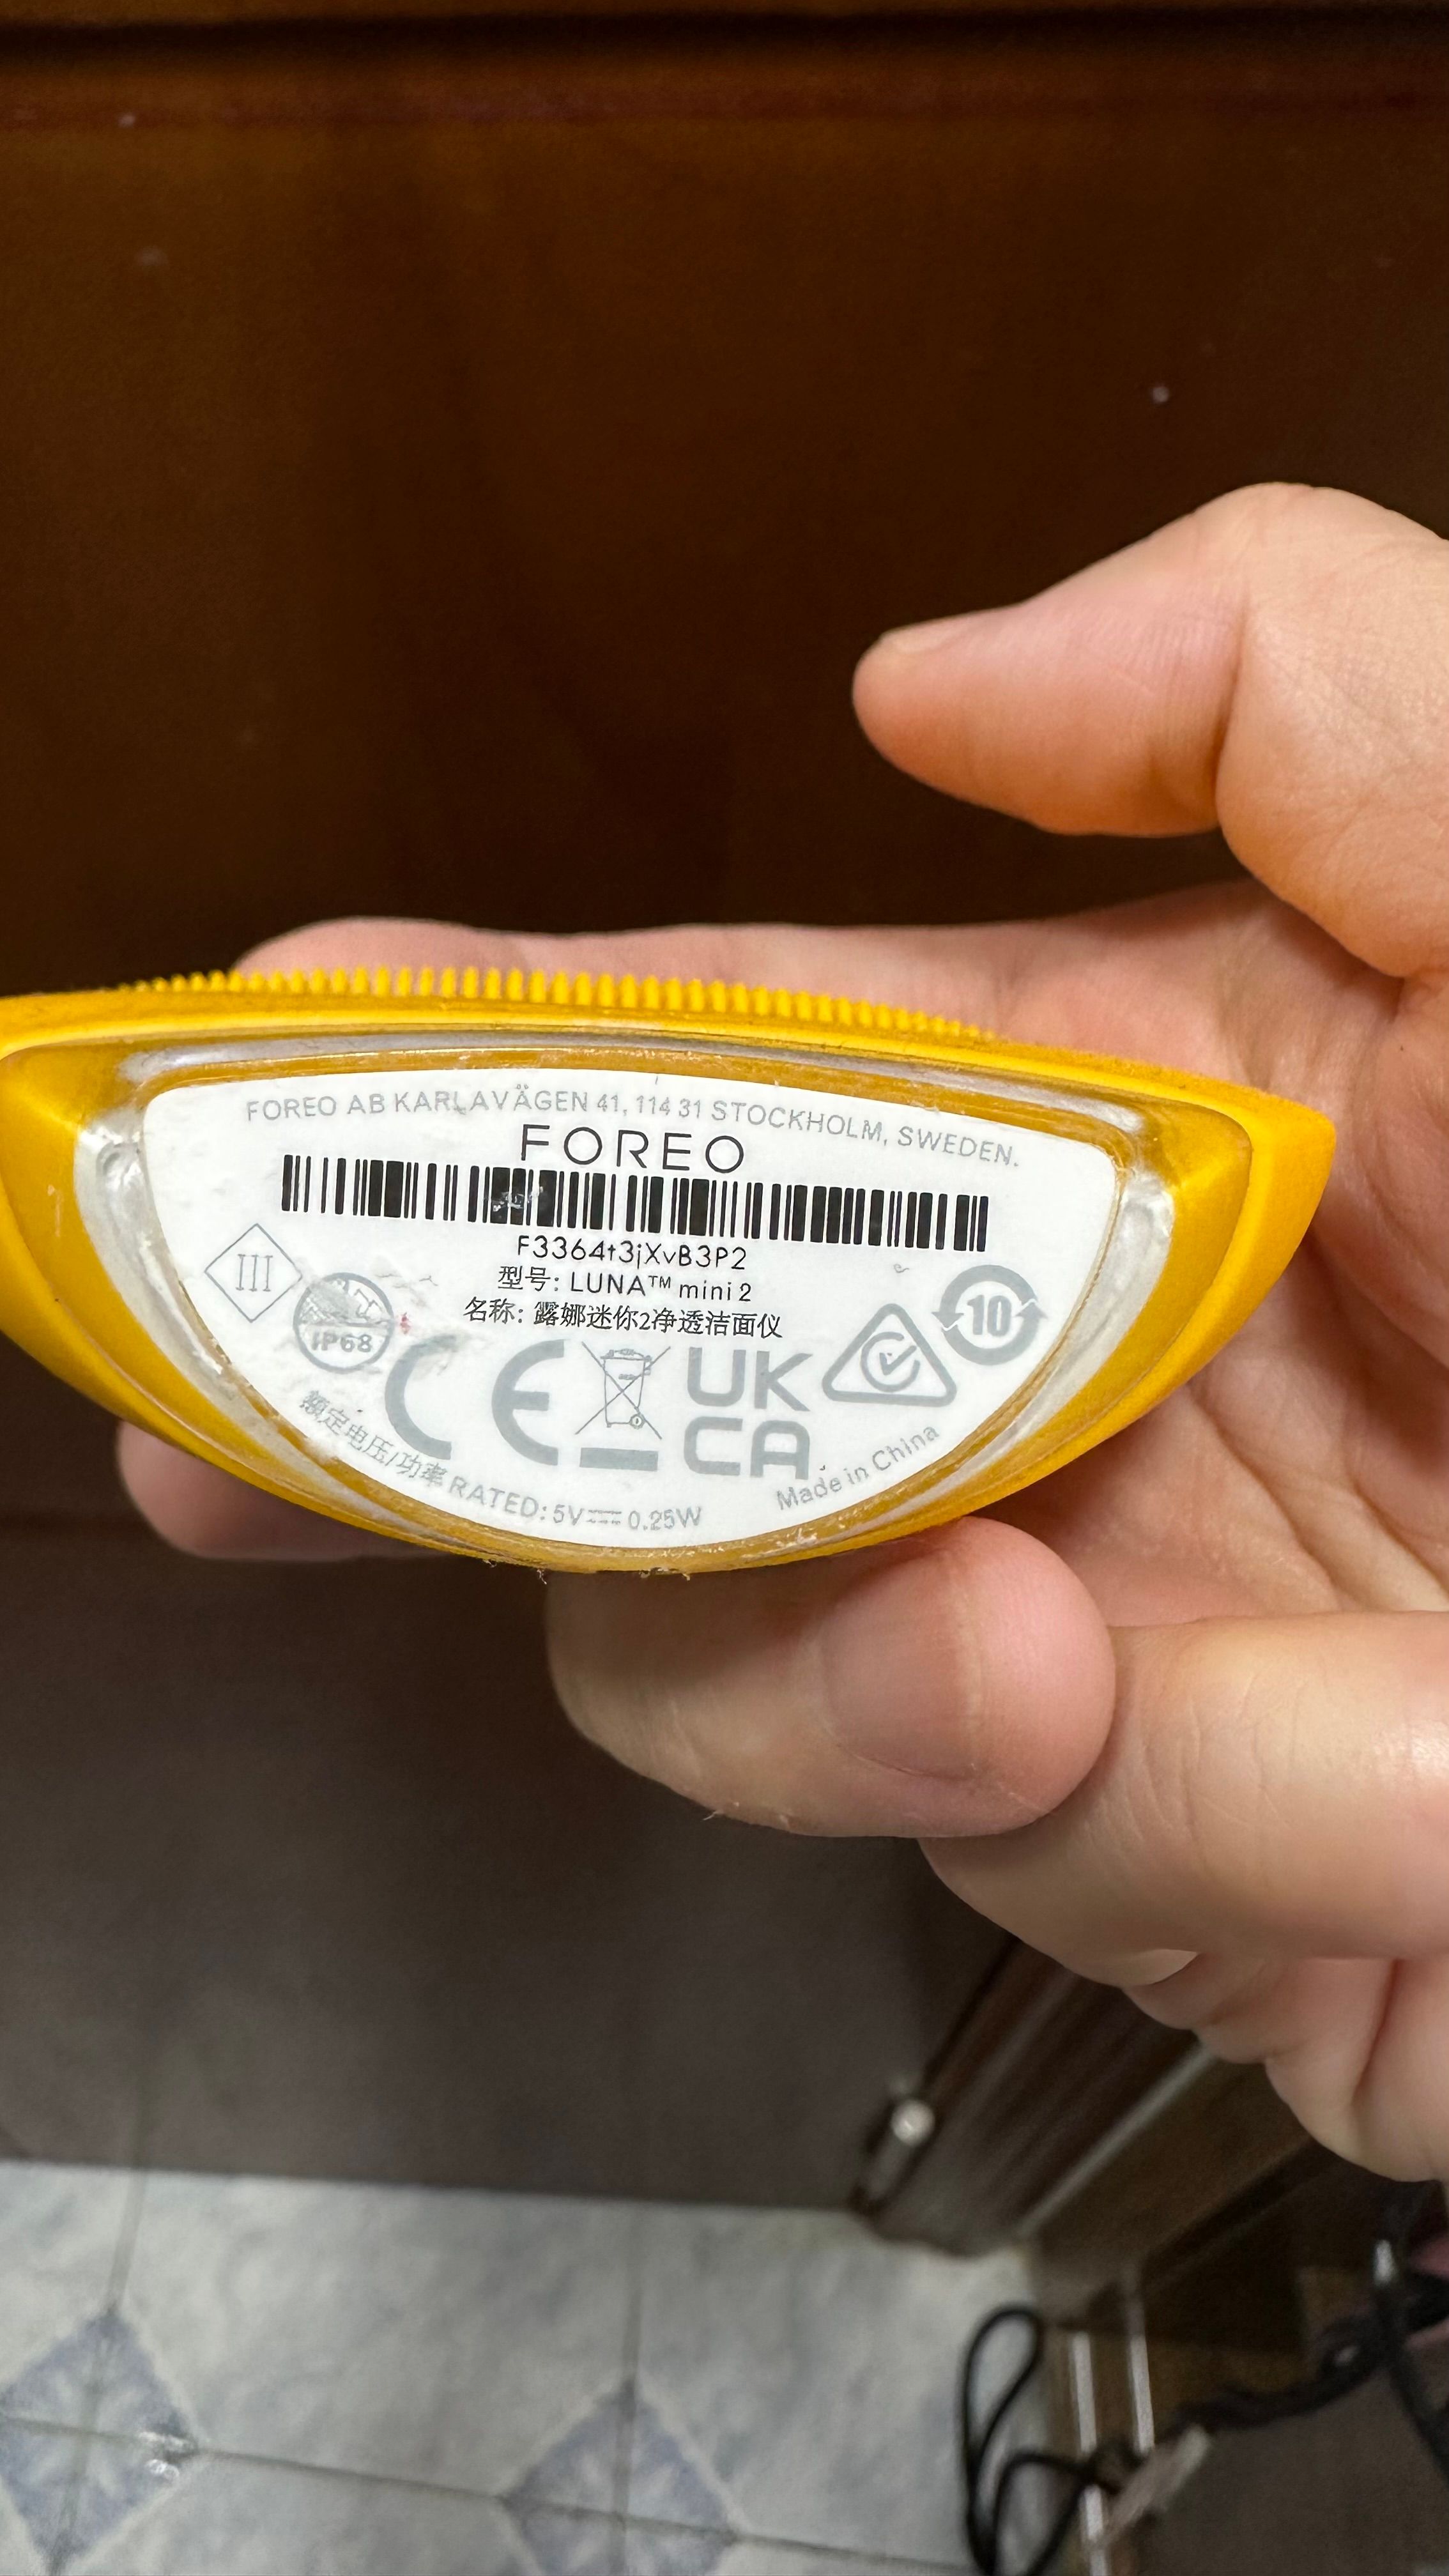 FOREO AB KARLAVÄGEN 41, 114 31 STOCKHOLM, SWEDEN.
FOREO
F3364t3jXvB3P2
型号: LUNA™ mini 2
名称: 露娜迷你2净透洁面仪
III
IP68
10
CE
UK
CA
额定电压/功率 RATED: 5V⎓ 0.25W
Made in China